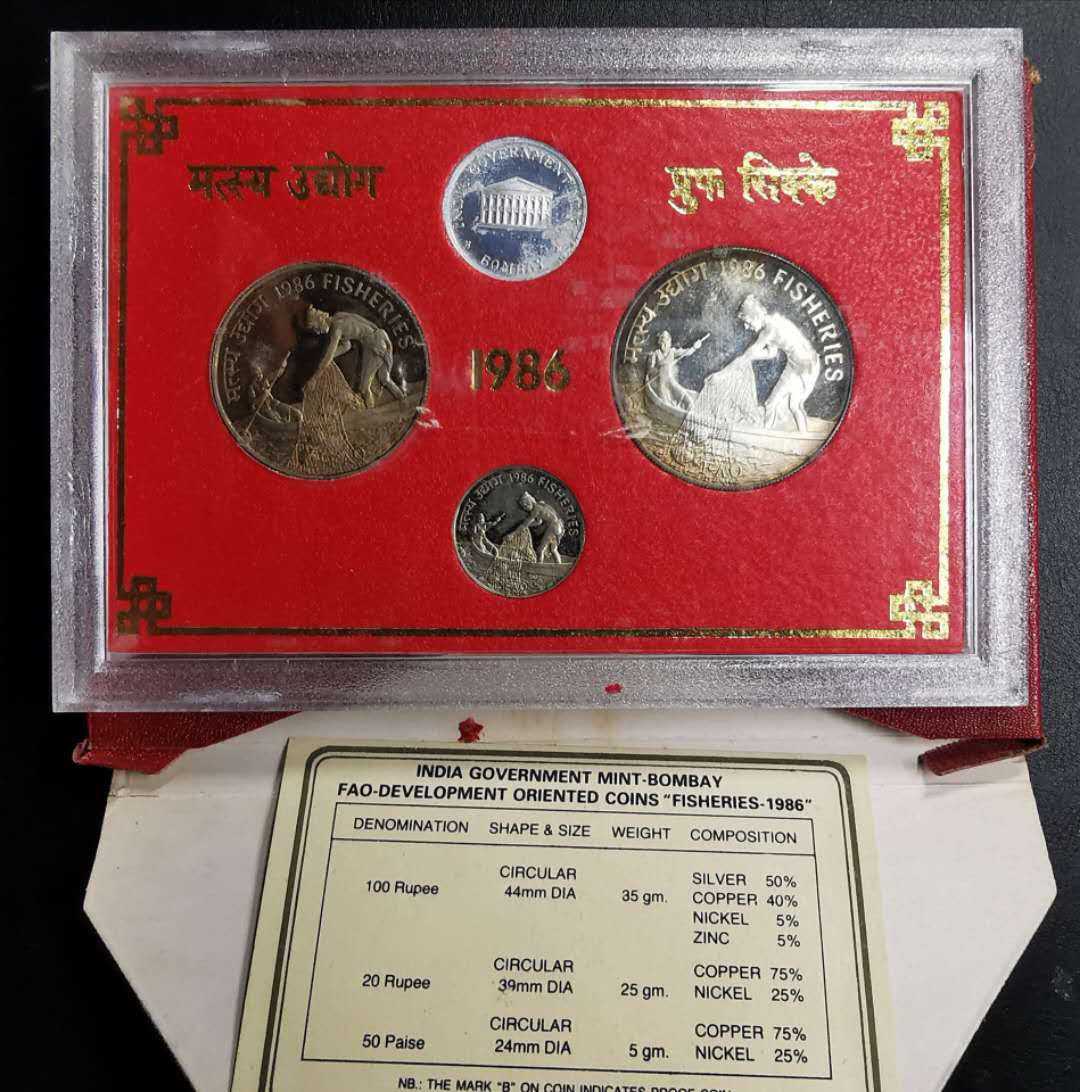 मत्स्य उद्योग
GOVERNMENT
BOMBAY
प्रुफ सिक्के
मत्स्य उद्योग 1986 FISHERIES
1986
मत्स्य उद्योग 1986 FISHERIES
मत्स्य उद्योग 1986 FISHERIES
INDIA GOVERNMENT MINT-BOMBAY
FAO-DEVELOPMENT ORIENTED COINS "FISHERIES-1986"
DENOMINATION SHAPE & SIZE WEIGHT COMPOSITION
100 Rupee CIRCULAR 44mm DIA 35 gm. SILVER 50%
COPPER 40%
NICKEL 5%
ZINC 5%
20 Rupee CIRCULAR 39mm DIA 25 gm. COPPER 75%
NICKEL 25%
50 Paise CIRCULAR 24mm DIA 5 gm. COPPER 75%
NICKEL 25%
NB.: THE MARK "B" ON COIN INDICATES PROOF COIN